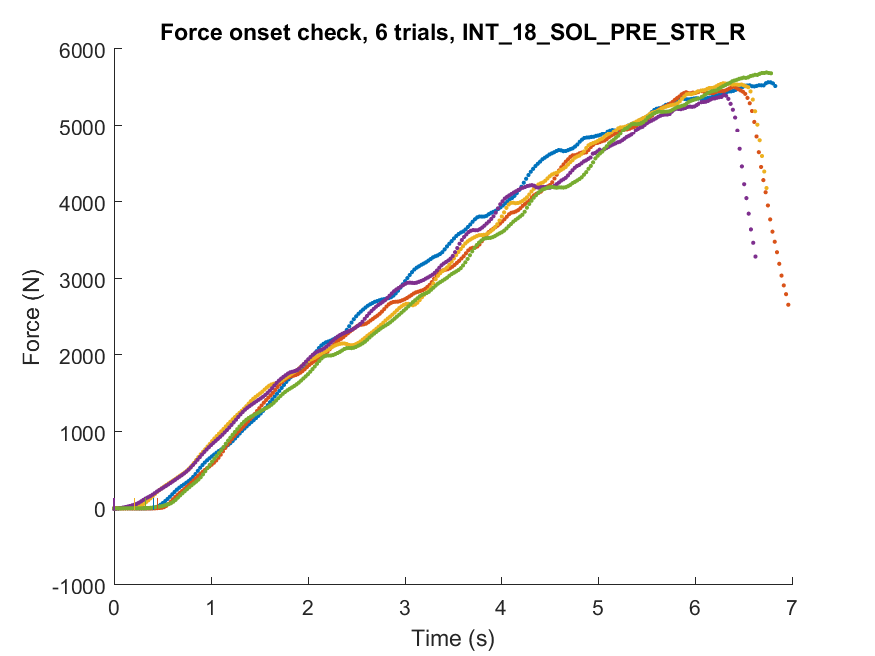 Force onset check, 6 trials, INT_18_SOL_PRE_STR_R
6000
5000
4000
3000
2000
1000
0
-1000
Force (N)
0 1 2 3 4 5 6 7
Time (s)